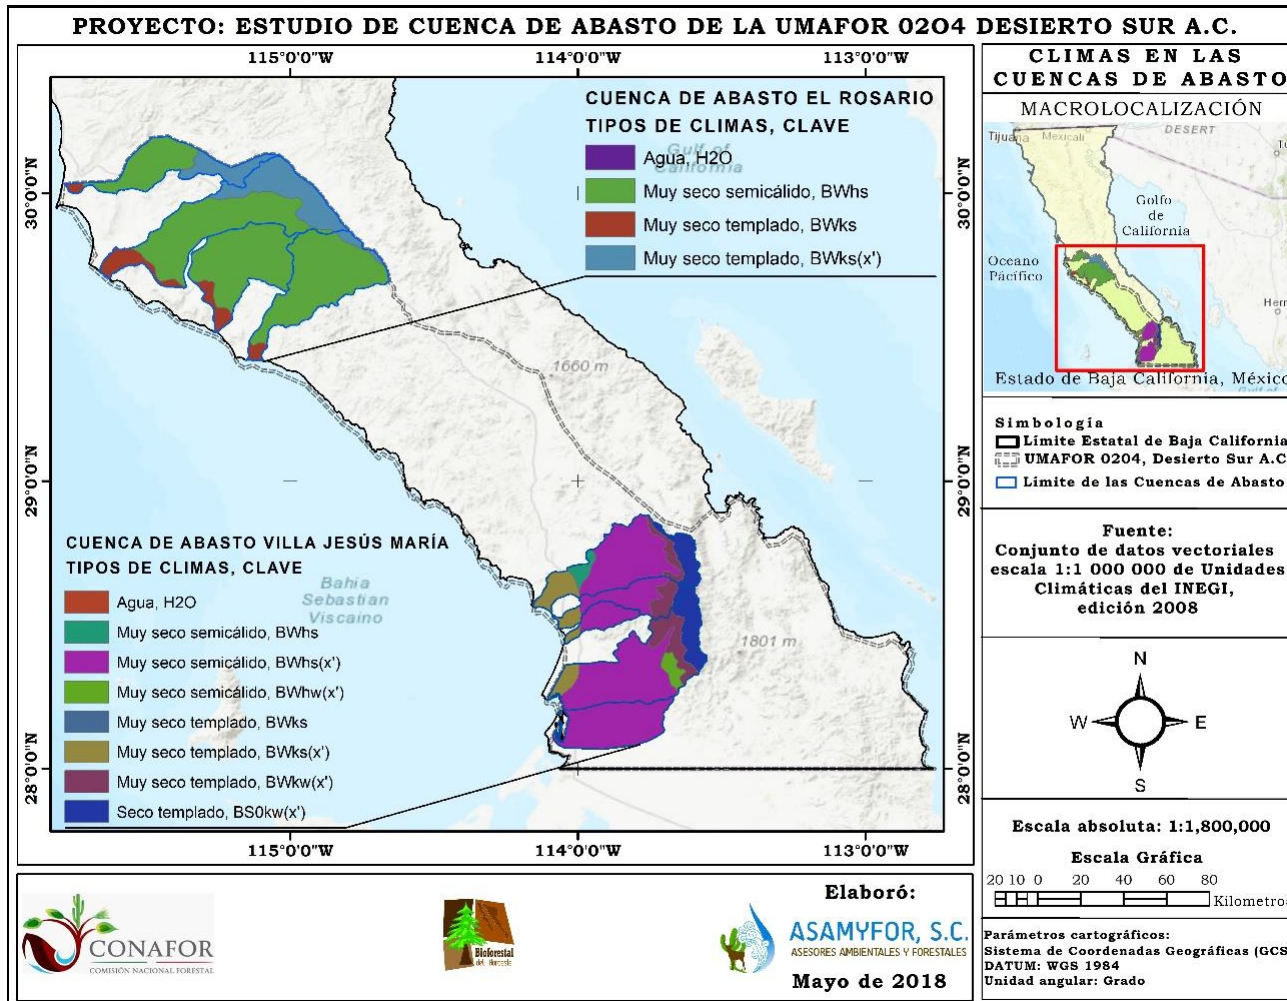 PROYECTO: ESTUDIO DE CUENCA DE ABASTO DE LA UMAFOR 02O4 DESIERTO SUR A.C.
115°0'0"W
114°0'0"W
113°0'0"W
30°0'0"N
29°0'0"N
28°0'0"N
CUENCA DE ABASTO EL ROSARIO
TIPOS DE CLIMAS, CLAVE
Gulf of
California
Agua, H2O
Muy seco semicálido, BWhs
Muy seco templado, BWks
Muy seco templado, BWks(x')
1660 m
1801 m
Bahia
Sebastian
Viscaino
CUENCA DE ABASTO VILLA JESÚS MARÍA
TIPOS DE CLIMAS, CLAVE
Agua, H2O
Muy seco semicálido, BWhs
Muy seco semicálido, BWhs(x')
Muy seco semicálido, BWhw(x')
Muy seco templado, BWks
Muy seco templado, BWks(x')
Muy seco templado, BWkw(x')
Seco templado, BS0kw(x')
30°0'0"N
29°0'0"N
28°0'0"N
115°0'0"W
114°0'0"W
113°0'0"W
CLIMAS EN LAS
CUENCAS DE ABASTO
MACROLOCALIZACIÓN
Tijuana
Mexicali
DESERT
Golfo
de
California
Oceano
Pácífico
Her
Estado de Baja California, México
Simbología
Límite Estatal de Baja California
UMAFOR 0204, Desierto Sur A.C
Límite de las Cuencas de Abasto
Fuente:
Conjunto de datos vectoriales
escala 1:1 000 000 de Unidades
Climáticas del INEGI,
edición 2008
N
W
E
S
Escala absoluta: 1:1,800,000
Escala Gráfica
20 10 0 20 40 60 80
Kilometros
Parámetros cartográficos:
Sistema de Coordenadas Geográficas (GCS
DATUM: WGS 1984
Unidad angular: Grado
CONAFOR
COMISIÓN NACIONAL FORESTAL
Bioforestal
del Noroeste
Elaboró:
ASAMYFOR, S.C.
ASESORES AMBIENTALES Y FORESTALES
Mayo de 2018